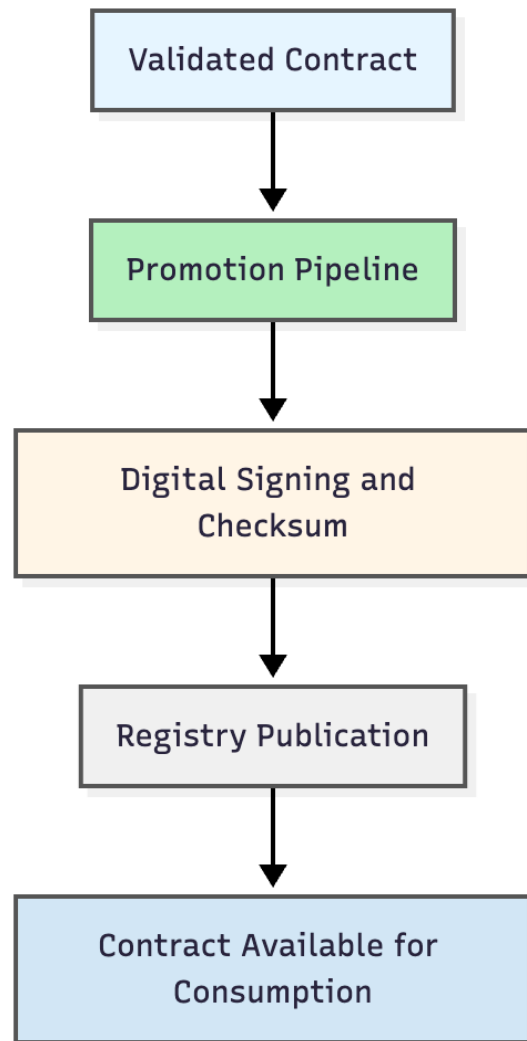 Validated Contract
Promotion Pipeline
Digital Signing and
Checksum
Registry Publication
Contract Available for
Consumption